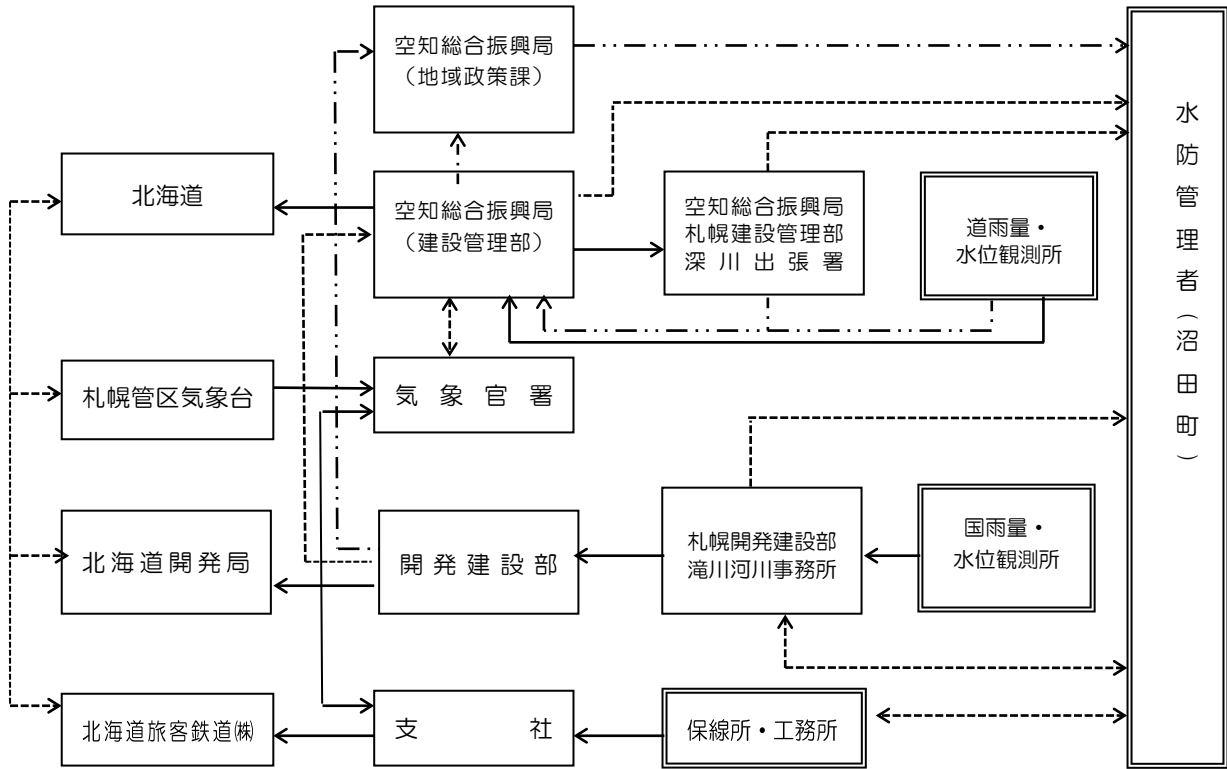 空知総合振興局
（地域政策課）
水防管理者（沼田町）
北海道
空知総合振興局
（建設管理部）
空知総合振興局
札幌建設管理部
深川出張署
道雨量・
水位観測所
札幌管区気象台
気象官署
北海道開発局
開発建設部
札幌開発建設部
滝川河川事務所
国雨量・
水位観測所
北海道旅客鉄道㈱
支社
保線所・工務所